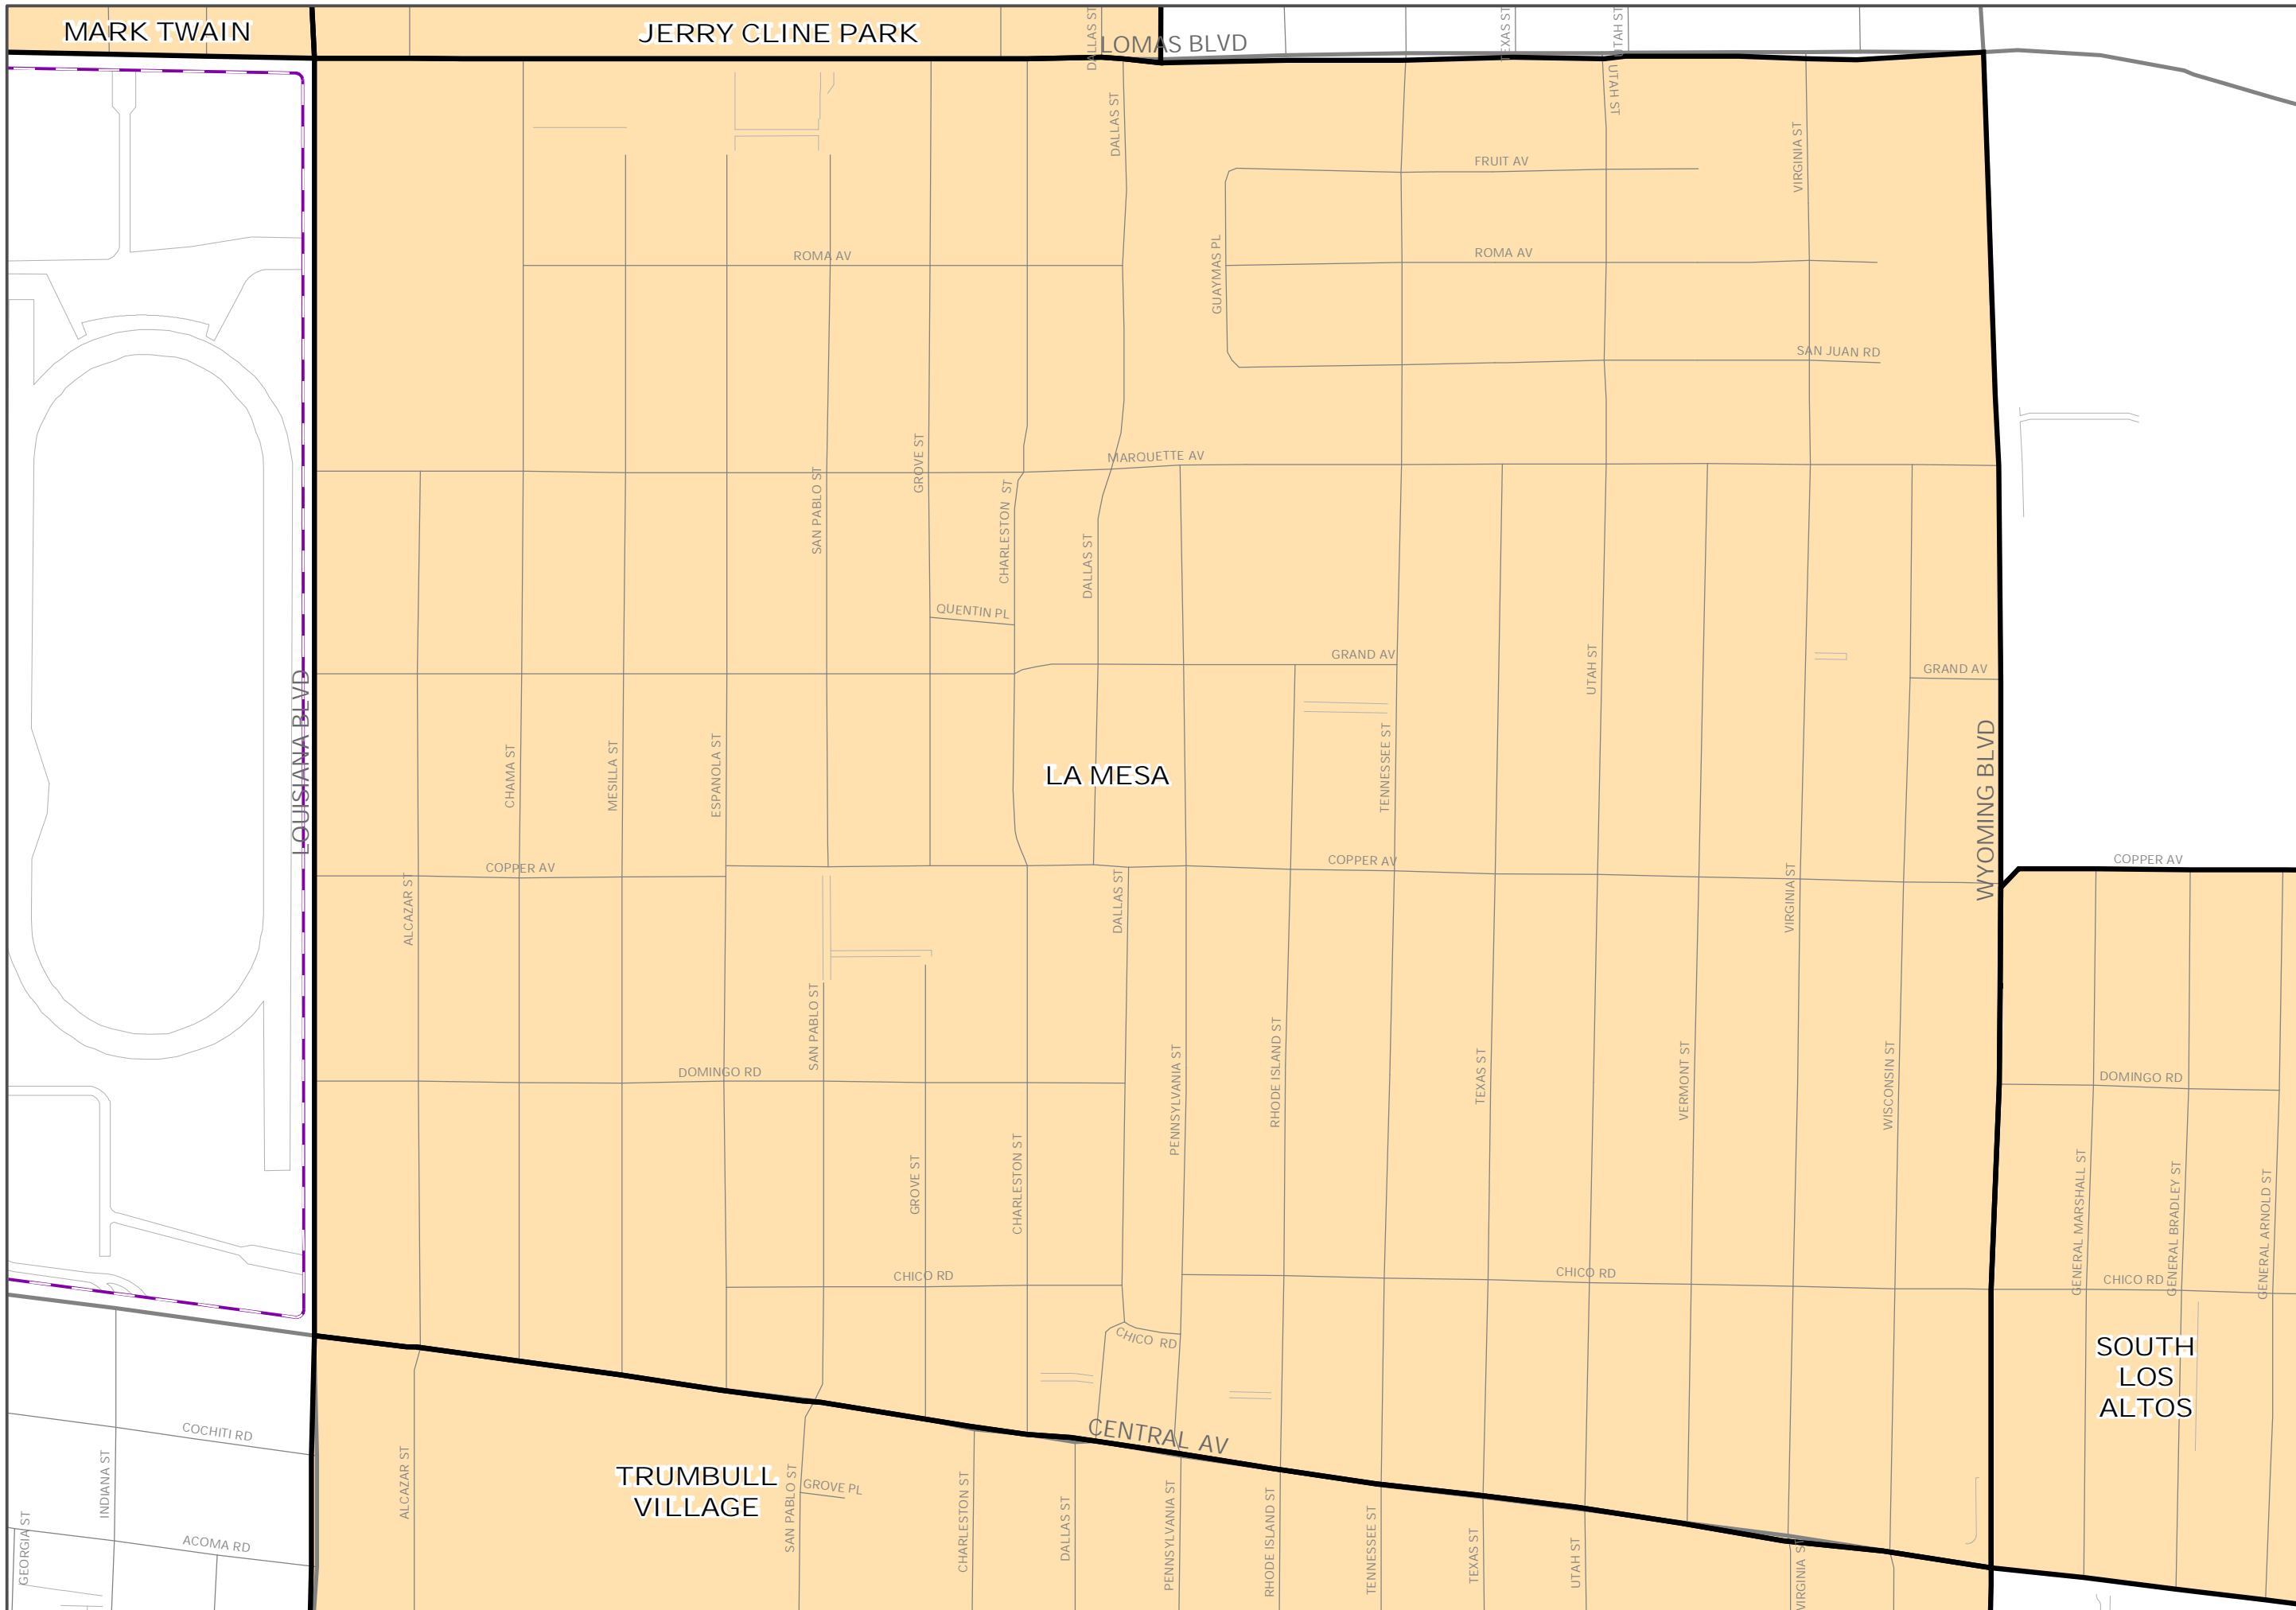 MARK TWAIN
JERRY CLINE PARK
DALLAS ST
LOMAS BLVD
TEXAS ST
UTAH ST
UTAH ST
DALLAS ST
VIRGINIA ST
FRUIT AV
ROMA AV
ROMA AV
GUAYMAS PL
SAN JUAN RD
MARQUETTE AV
GROVE ST
SAN PABLO ST
CHARLESTON ST
DALLAS ST
QUENTIN PL
GRAND AV
GRAND AV
UTAH ST
LOUISIANA BLVD
CHAMA ST
MESILLA ST
ESPANOLA ST
LA MESA
TENNESSEE ST
WYOMING BLVD
COPPER AV
COPPER AV
COPPER AV
ALCAZAR ST
DALLAS ST
VIRGINIA ST
SAN PABLO ST
DOMINGO RD
DOMINGO RD
PENNSYLVANIA ST
RHODE ISLAND ST
TEXAS ST
VERMONT ST
WISCONSIN ST
GROVE ST
CHARLESTON ST
GENERAL MARSHALL ST
GENERAL BRADLEY ST
GENERAL ARNOLD ST
CHICO RD
CHICO RD
CHICO RD
CHICO RD
SOUTH
LOS
ALTOS
CENTRAL AV
COCHITI RD
INDIANA ST
ALCAZAR ST
TRUMBULL
VILLAGE
SAN PABLO ST
GROVE PL
CHARLESTON ST
DALLAS ST
PENNSYLVANIA ST
RHODE ISLAND ST
TENNESSEE ST
TEXAS ST
UTAH ST
VIRGINIA ST
GEORGIA ST
ACOMA RD